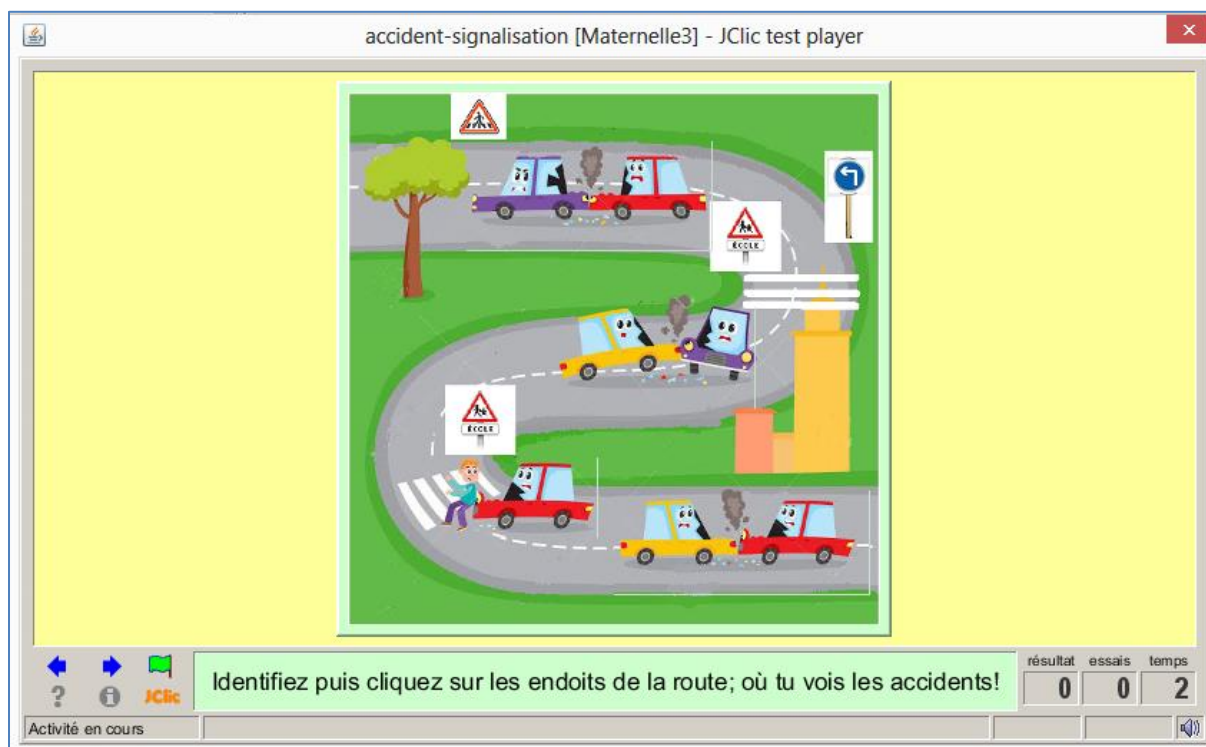 accident-signalisation [Maternelle3] - JClic test player
ÉCOLE
ÉCOLE
Identifiez puis cliquez sur les endoits de la route; où tu vois les accidents!
résultat essais temps
0 0 2
? i JClic
Activité en cours